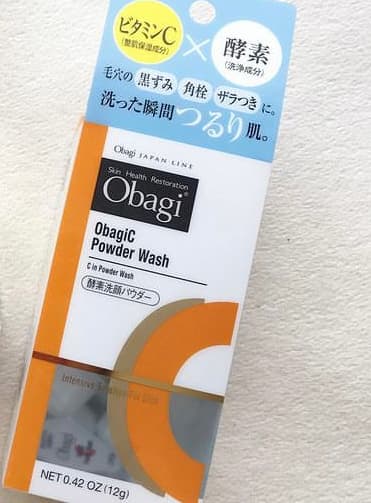 ビタミンC × 酵素
(整肌保湿成分) (洗浄成分)
毛穴の 黒ずみ 角栓 ザラつき に。
洗った瞬間つるり肌。
Obagi JAPAN LINE
Skin Health Restoration
Obagi®
ObagiC
Powder Wash
C in Powder Wash
酵素洗顔パウダー
NET 0.42 OZ (12g)